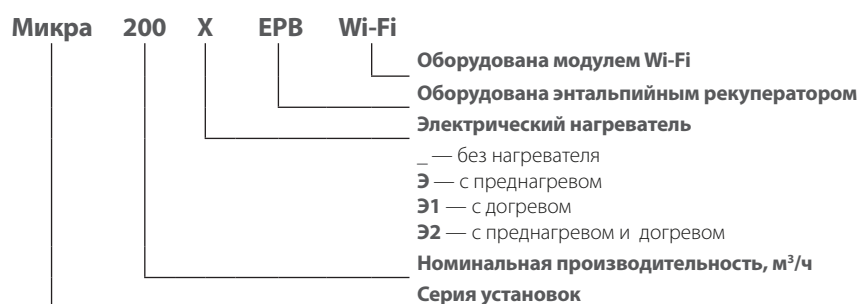 Микра 200 X ЕРВ Wi-Fi
Оборудована модулем Wi-Fi
Оборудована энтальпийным рекуператором
Электрический нагреватель
_ — без нагревателя
Э — с преднагревом
Э1 — с догревом
Э2 — с преднагревом и догревом
Номинальная производительность, м³/ч
Серия установок